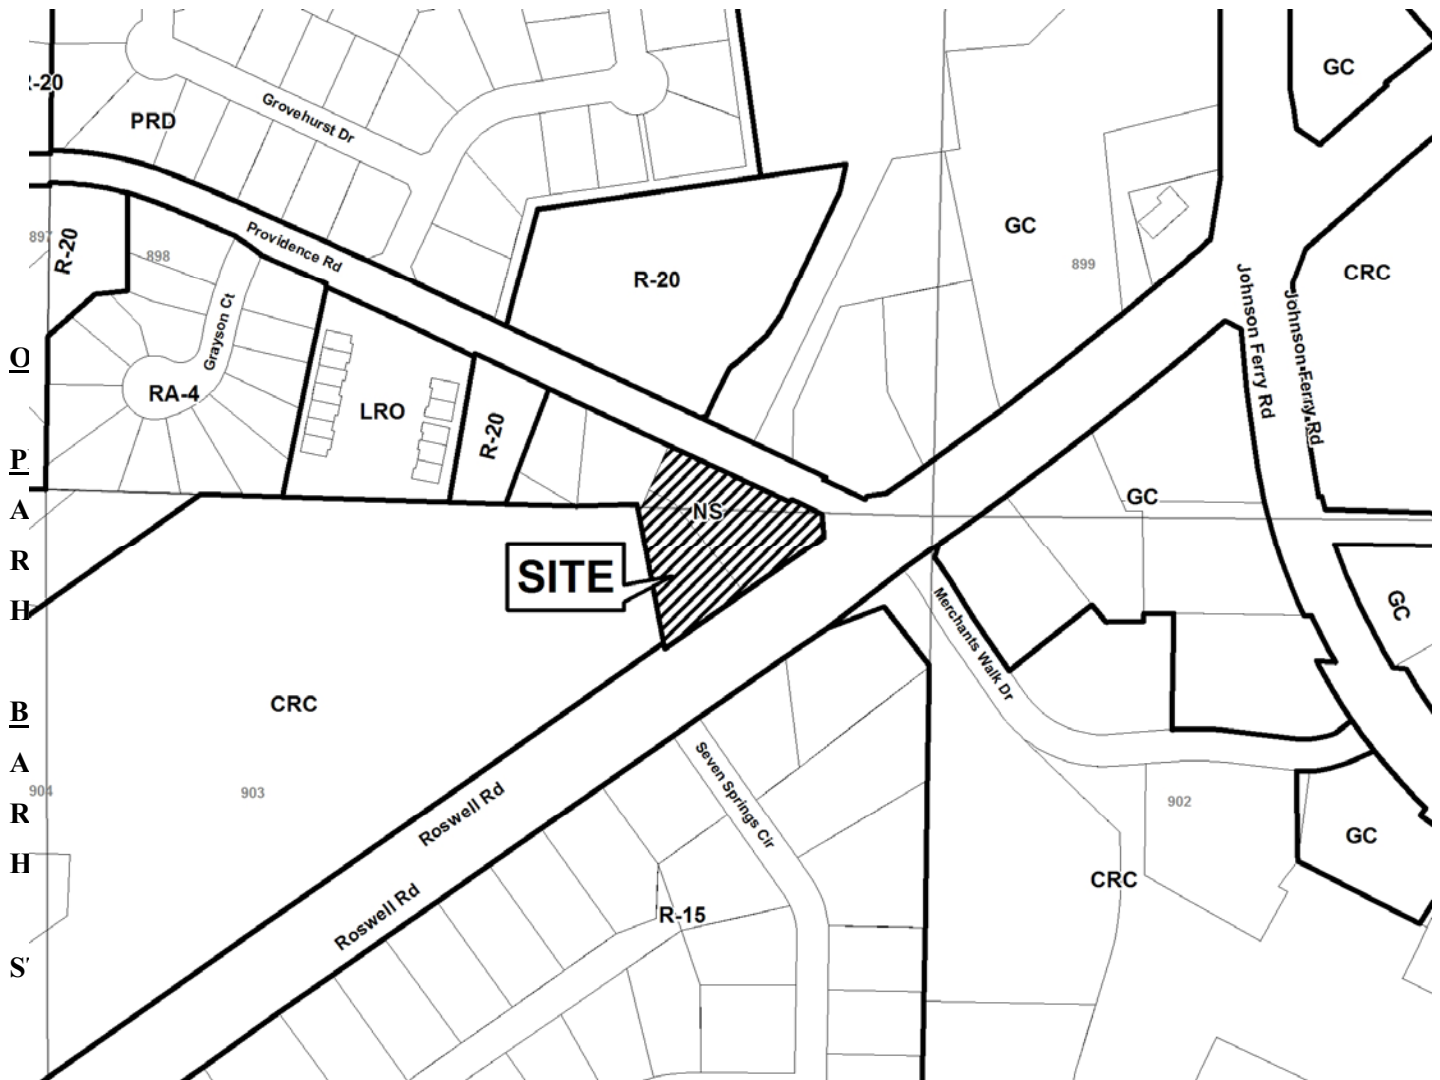 GC
R-20
PRD
Grovehurst Dr
897
R-20
898
Providence Rd
R-20
GC
899
CRC
Johnson Ferry Rd
Johnson Ferry Rd
Grayson Ct
O
RA-4
LRO
R-20
P
A
NS
GC
R
SITE
H
Merchants Walk Dr
GC
CRC
B
A
904
903
Seven Springs Cir
902
R
Roswell Rd
GC
H
CRC
Roswell Rd
R-15
S